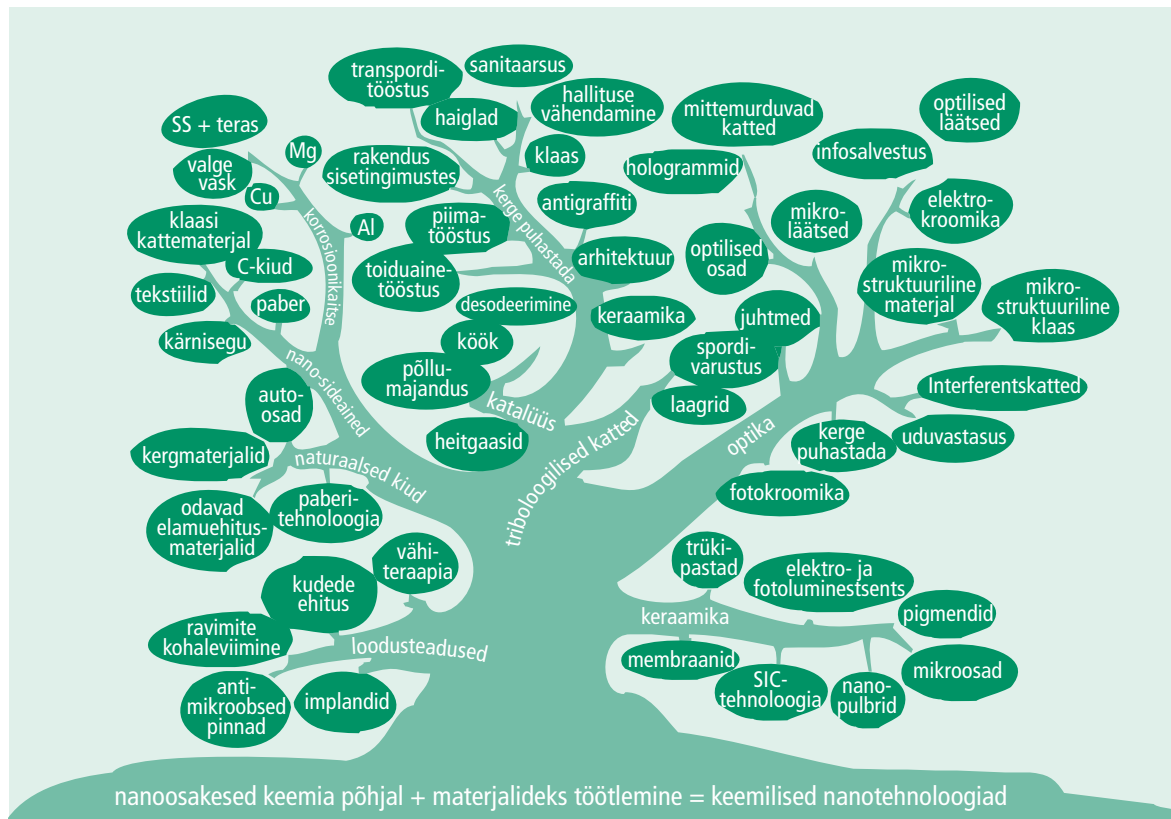 transpordi-
tööstus
sanitaarsus
haiglad
hallituse
vähendamine
klaas
mittemurduvad
katted
optilised
läätsed
SS + teras
Mg
valge
vask
Cu
rakendus
sisetingimustes
hologrammid
infosalvestus
kerge puhastada
antigraffiti
klaasi
kattematerjal
Al
korrosioonikaitse
piima-
tööstus
mikro-
läätsed
elektro-
kroomika
C-kiud
toiduaine-
tööstus
arhitektuur
optilised
osad
mikro-
struktuuriline
materjal
mikro-
struktuuriline
klaas
tekstiilid
paber
desodeerimine
keraamika
juhtmed
kärnisegu
nano-sideained
köök
spordi-
varustus
põllu-
majandus
katalüüs
laagrid
Interferentskatted
auto-
osad
heitgaasid
triboloogilised katted
optika
kerge
puhastada
uduvastasus
kergmaterjalid
naturaalsed kiud
fotokroomika
odavad
elamuehitus-
materjalid
paberi-
tehnoloogia
vähi-
teraapia
trüki-
pastad
elektro- ja
fotoluminestsents
kudede
ehitus
keraamika
pigmendid
ravimite
kohaleviimine
loodusteadused
membraanid
SIC-
tehnoloogia
nano-
pulbrid
mikroosad
anti-
mikroobsed
pinnad
implandid
nanoosakesed keemia põhjal + materjalideks töötlemine = keemilised nanotehnoloogiad